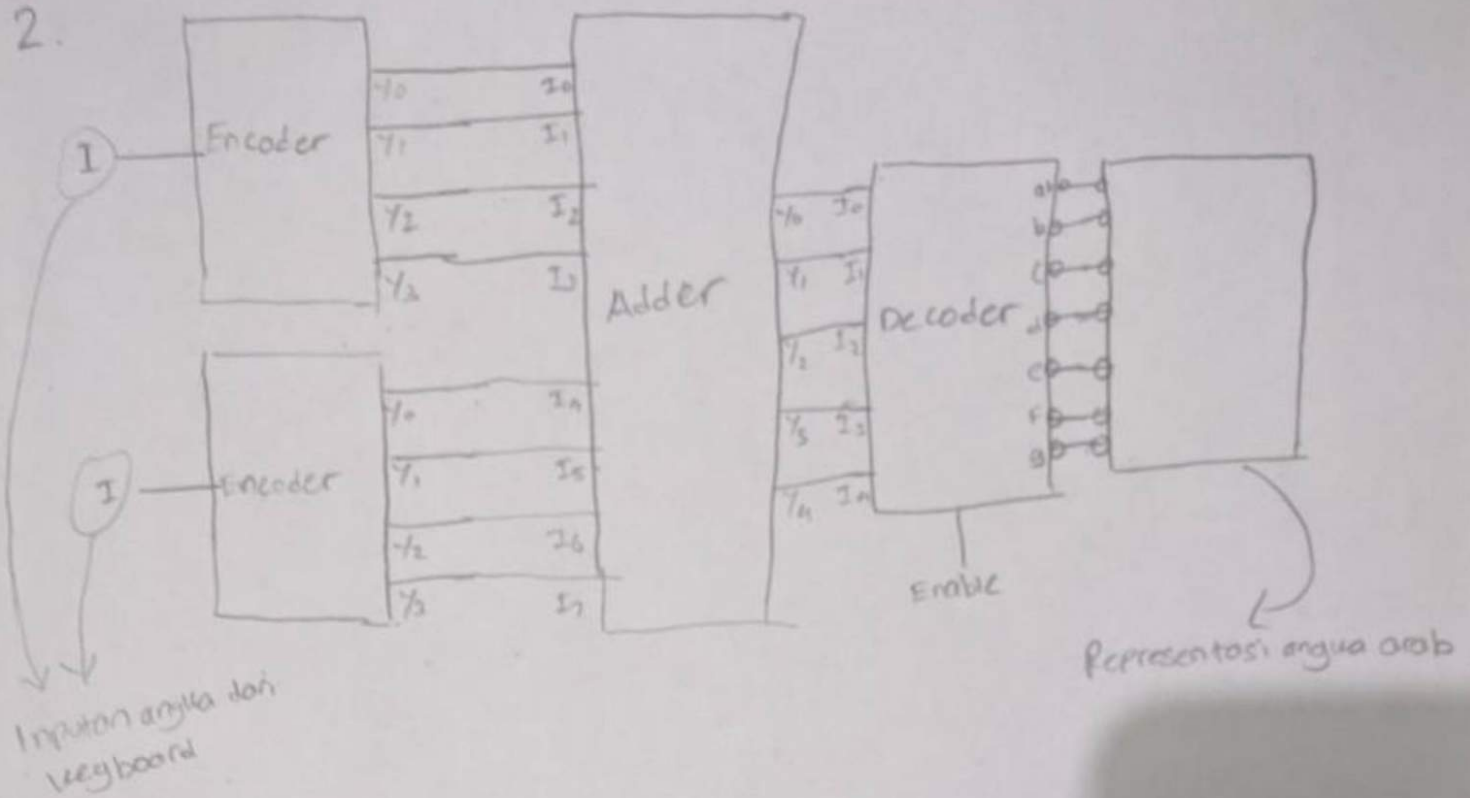 2.
I
Encoder
Y0 I0
Y1 I1
Y2 I2
Y3 I3
I
Encoder
Y0 I4
Y1 I5
Y2 I6
Y3 I7
Adder
Y0 I0
Y1 I1
Y2 I2
Y3 I3
Y4 I4
Decoder
a
b
c
d
e
f
g
Enable
Inputan angka dari
keyboard
Representasi angka arab